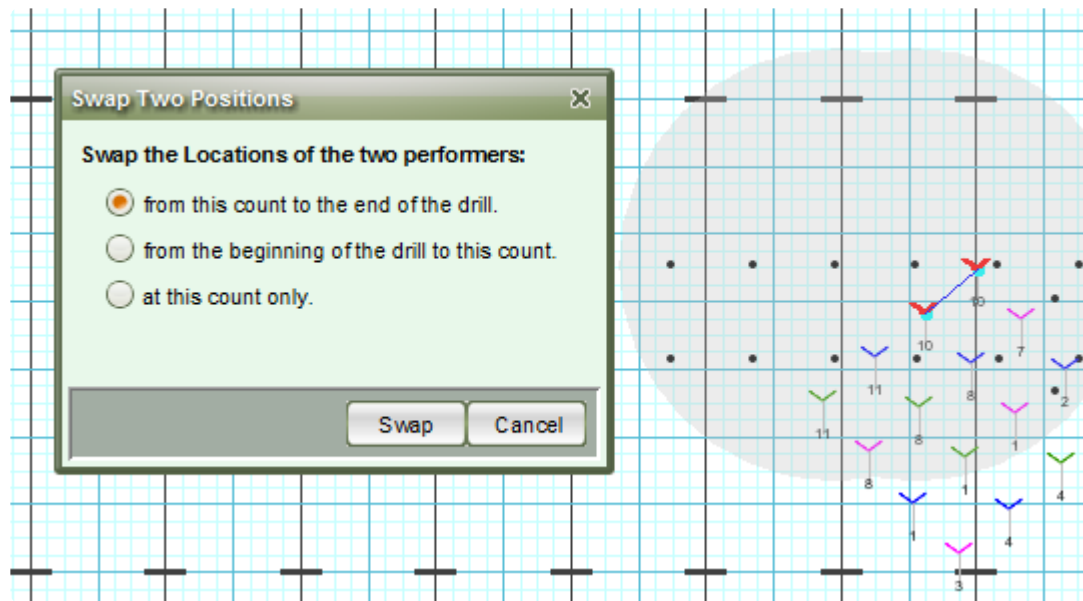 Swap Two Positions
Swap the Locations of the two performers:
from this count to the end of the drill.
from the beginning of the drill to this count.
at this count only.
Swap Cancel
10
7
11
8
2
11
8
1
8
1
4
1
4
3